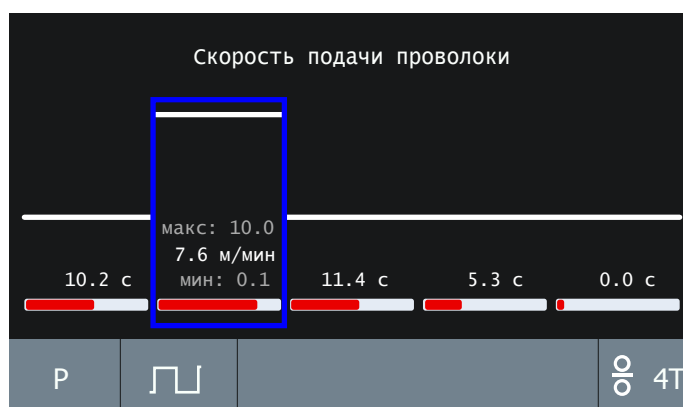 Скорость подачи проволоки
макс: 10.0
7.6 м/мин
10.2 с мин: 0.1 11.4 с 5.3 с 0.0 с
P 4T